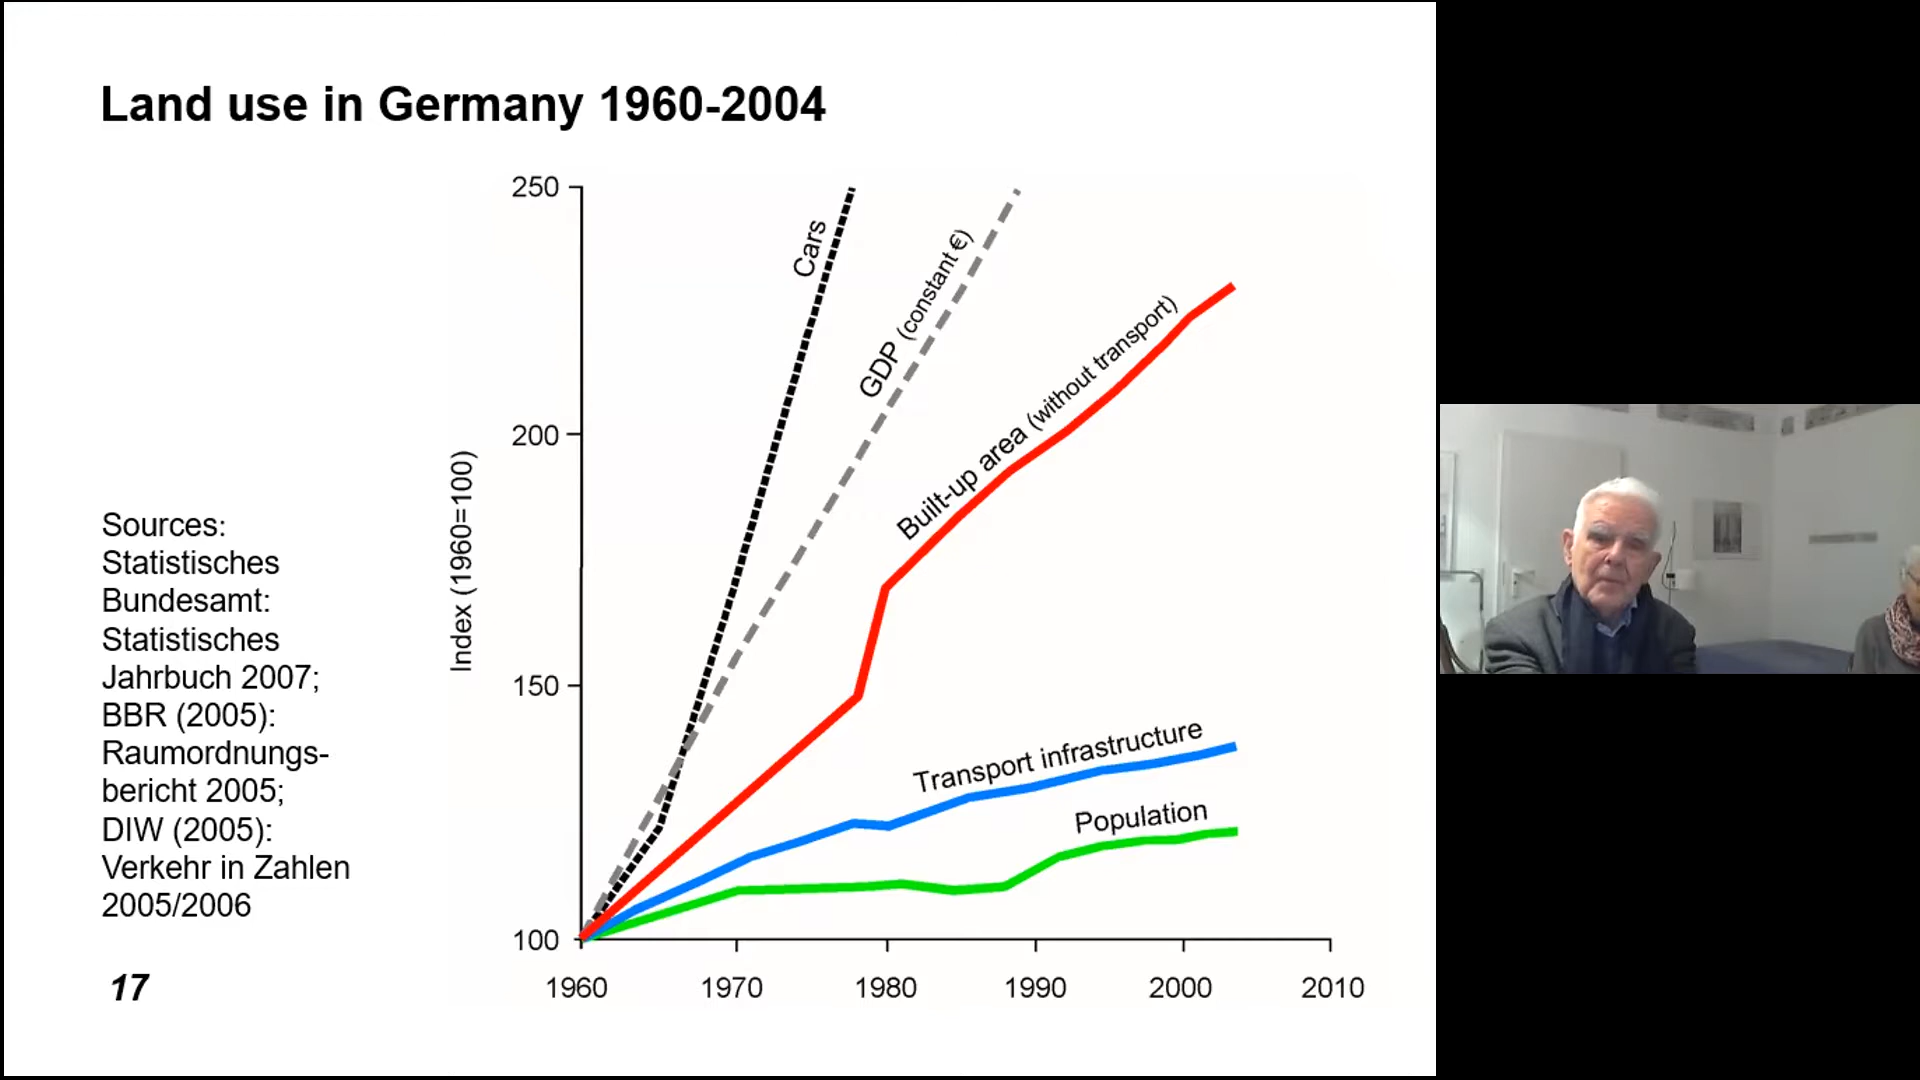 Land use in Germany 1960-2004
250
200
150
100
Index (1960=100)
1960
1970
1980
1990
2000
2010
Cars
GDP (constant €)
Built-up area (without transport)
Transport infrastructure
Population
Sources:
Statistisches
Bundesamt:
Statistisches
Jahrbuch 2007;
BBR (2005):
Raumordnungs-
bericht 2005;
DIW (2005):
Verkehr in Zahlen
2005/2006
17